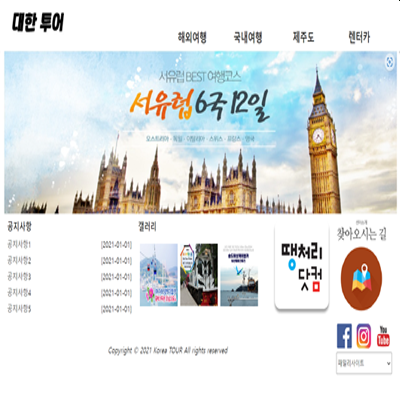 대한 투어
해외여행 국내여행 제주도 렌터카
서유럽 BEST 여행코스
서유럽 6국 12일
오스트리아 · 독일 · 이탈리아 · 스위스 · 프랑스 · 영국
공지사항
공지사항1 [2021-01-01]
공지사항2 [2021-01-01]
공지사항3 [2021-01-01]
공지사항4 [2021-01-01]
공지사항5 [2021-01-01]
갤러리
땡처리
닷컴
찾아오시는 길
You
Tube
Copyright © 2021 Korea TOUR All rights reserved
패밀리사이트